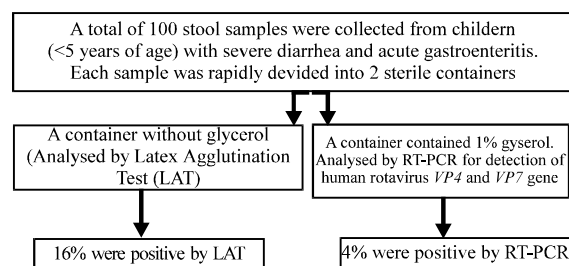 A total of 100 stool samples were collected from childern
(<5 years of age) with severe diarrhea and acute gastroenteritis.
Each sample was rapidly devided into 2 sterile containers
A container without glycerol
(Analysed by Latex Agglutination
Test (LAT)
A container contained 1% gyserol.
Analysed by RT-PCR for detection of
human rotavirus VP4 and VP7 gene
16% were positive by LAT
4% were positive by RT-PCR